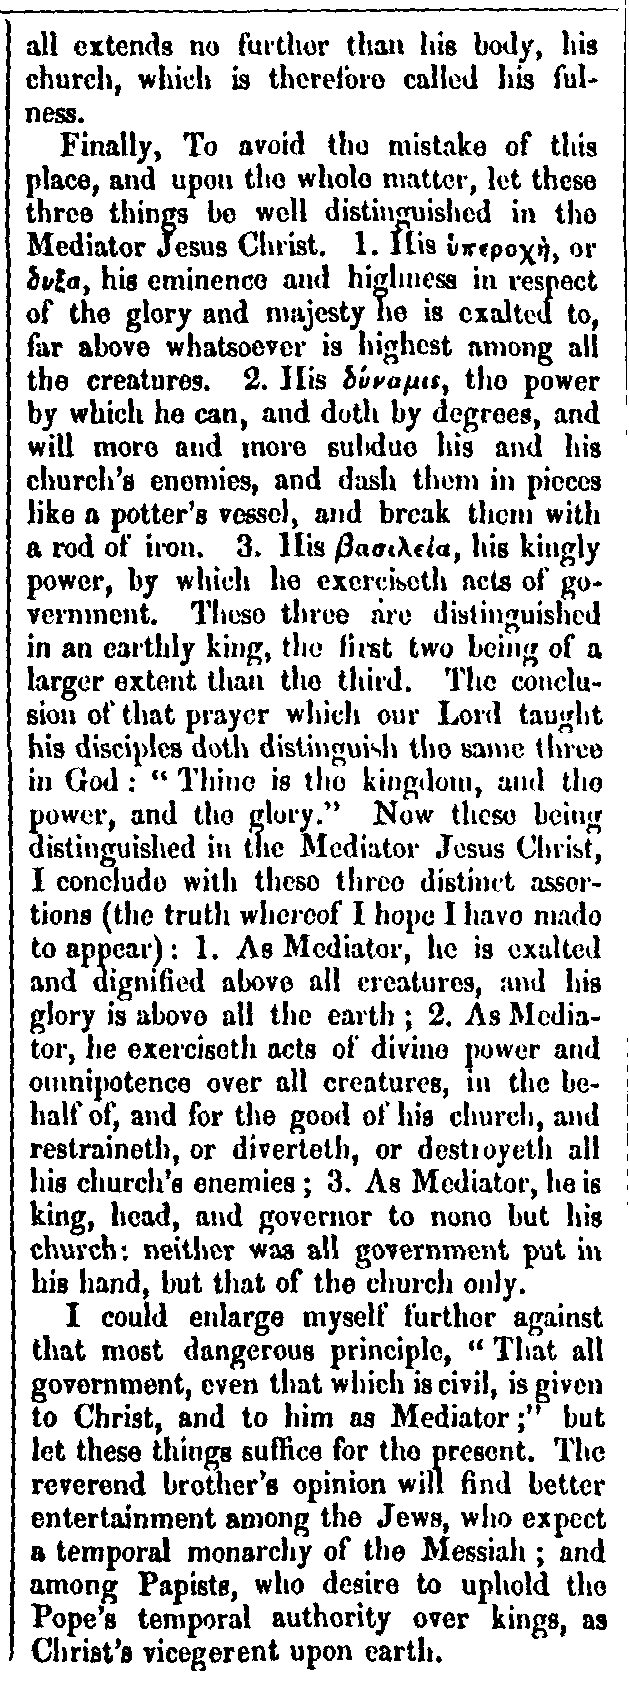 all extends no further than his body, his
church, which is therefore called his ful-
ness.
Finally, To avoid the mistake of this
place, and upon the whole matter, let these
three things be well distinguished in the
Mediator Jesus Christ. 1. His ὑπεροχὴ, or
δυξα, his eminence and highness in respect
of the glory and majesty he is exalted to,
far above whatsoever is highest among all
the creatures. 2. His δύναμις, the power
by which he can, and doth by degrees, and
will more and more subdue his and his
church's enemies, and dash them in pieces
like a potter's vessel, and break them with
a rod of iron. 3. His βασιλεία, his kingly
power, by which he exerciseth acts of go-
vernment. These three are distinguished
in an earthly king, the first two being of a
larger extent than the third. The conclu-
sion of that prayer which our Lord taught
his disciples doth distinguish the same three
in God: "Thine is the kingdom, and the
power, and the glory." Now these being
distinguished in the Mediator Jesus Christ,
I conclude with these three distinct asser-
tions (the truth whereof I hope I have made
to appear): 1. As Mediator, he is exalted
and dignified above all creatures, and his
glory is above all the earth; 2. As Media-
tor, he exerciseth acts of divine power and
omnipotence over all creatures, in the be-
half of, and for the good of his church, and
restraineth, or diverteth, or destroyeth all
his church's enemies; 3. As Mediator, he is
king, head, and governor to none but his
church: neither was all government put in
his hand, but that of the church only.
I could enlarge myself further against
that most dangerous principle, "That all
government, even that which is civil, is given
to Christ, and to him as Mediator;" but
let these things suffice for the present. The
reverend brother's opinion will find better
entertainment among the Jews, who expect
a temporal monarchy of the Messiah; and
among Papists, who desire to uphold the
Pope's temporal authority over kings, as
Christ's vicegerent upon earth.